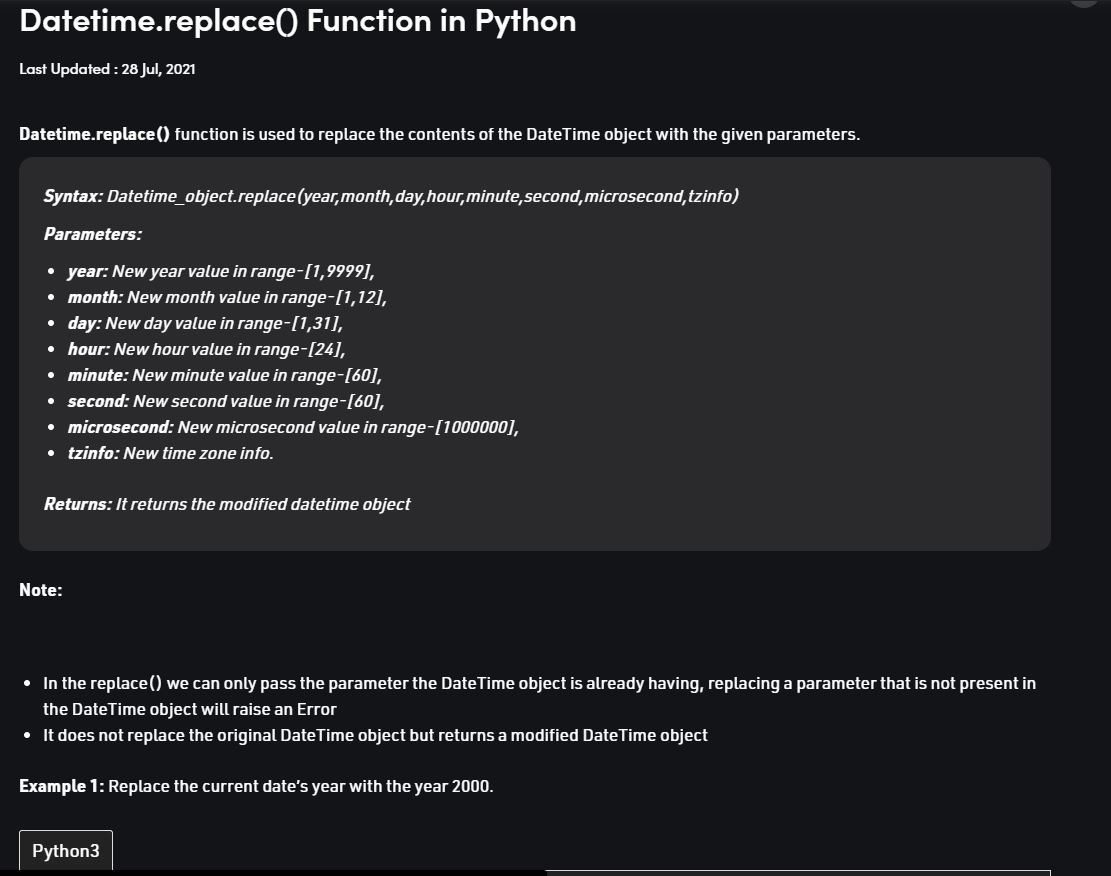 Datetime.replace() Function in Python
Last Updated : 28 Jul, 2021
Datetime.replace() function is used to replace the contents of the DateTime object with the given parameters.
Syntax: Datetime_object.replace(year,month,day,hour,minute,second,microsecond,tzinfo)
Parameters:
• year: New year value in range-[1,9999],
• month: New month value in range-[1,12],
• day: New day value in range-[1,31],
• hour: New hour value in range-[24],
• minute: New minute value in range-[60],
• second: New second value in range-[60],
• microsecond: New microsecond value in range-[1000000],
• tzinfo: New time zone info.
Returns: It returns the modified datetime object
Note:
• In the replace() we can only pass the parameter the DateTime object is already having, replacing a parameter that is not present in
the DateTime object will raise an Error
• It does not replace the original DateTime object but returns a modified DateTime object
Example 1: Replace the current date's year with the year 2000.
Python3